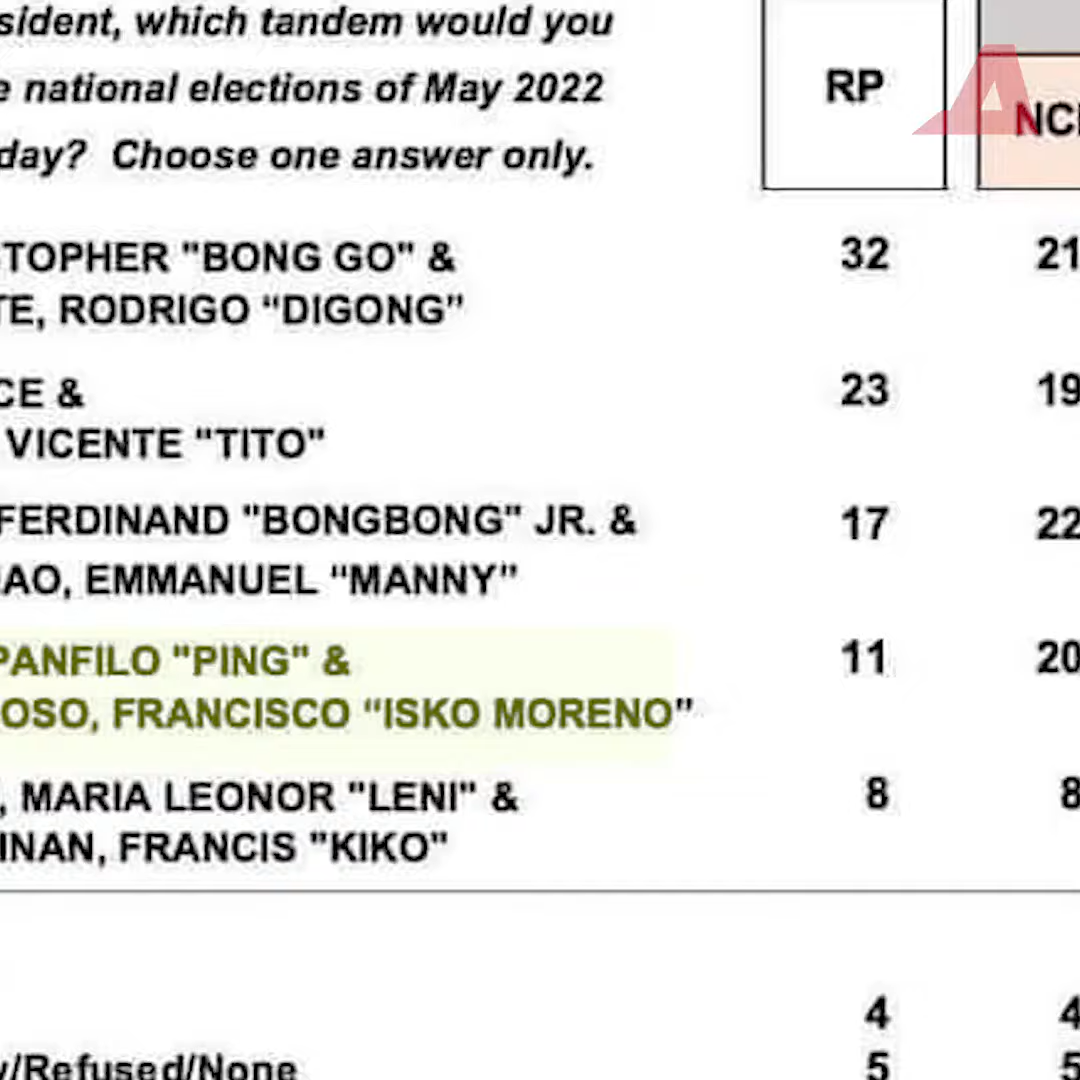 sident, which tandem would you
e national elections of May 2022
day? Choose one answer only.
RP
NC
TOPHER "BONG GO" &
TE, RODRIGO “DIGONG”
32 21
CE &
VICENTE "TITO"
23 19
FERDINAND "BONGBONG" JR. &
AO, EMMANUEL “MANNY”
17 22
PANFILO "PING" &
OSO, FRANCISCO “ISKO MORENO”
11 20
, MARIA LEONOR "LENI" &
INAN, FRANCIS "KIKO"
8 8
4 4
/Refused/None 5 5